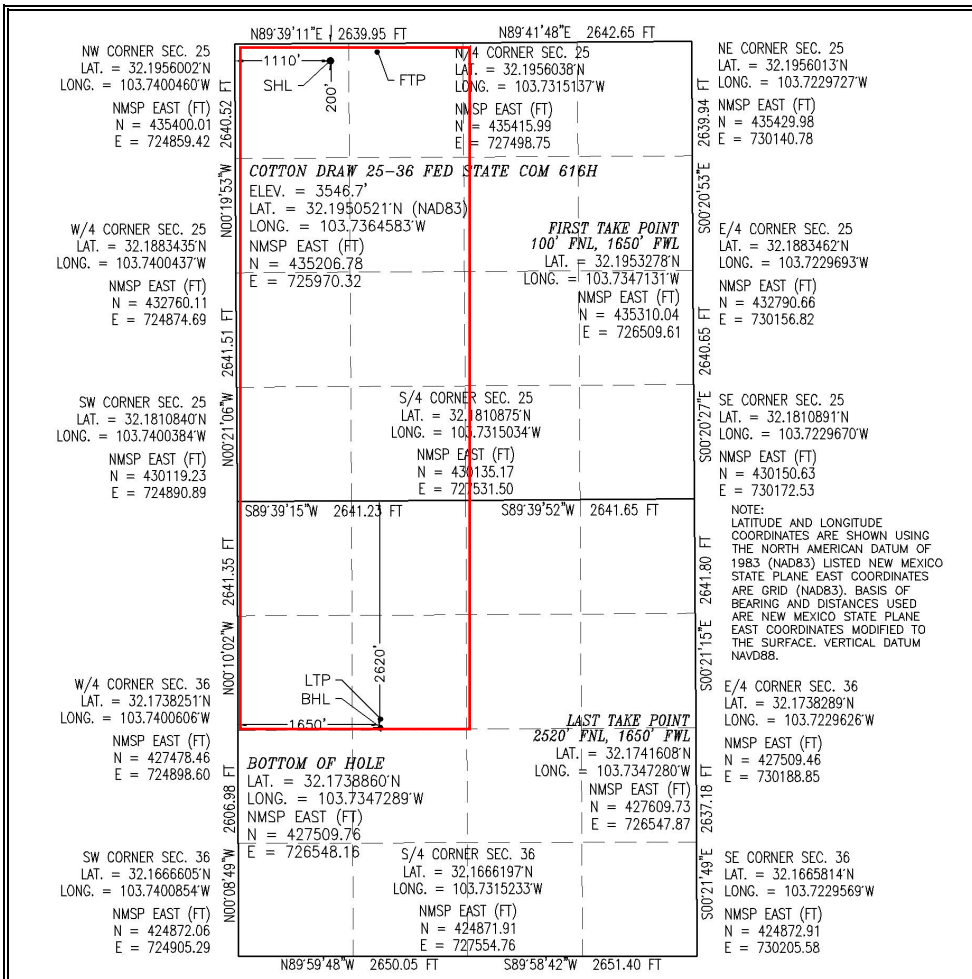 N89°39'11"E 2639.95 FT
N89°41'48"E 2642.65 FT
NW CORNER SEC. 25
LAT. = 32.1956002°N
LONG. = 103.7400460°W
NMSP EAST (FT)
N = 435400.01
E = 724859.42
1110'
SHL
200'
FTP
N/4 CORNER SEC. 25
LAT. = 32.1956038°N
LONG. = 103.7315137°W
NMSP EAST (FT)
N = 435415.99
E = 727498.75
NE CORNER SEC. 25
LAT. = 32.1956013°N
LONG. = 103.7229727°W
NMSP EAST (FT)
N = 435429.98
E = 730140.78
N00°19'53"W 2640.52 FT
S00°20'53"E 2639.94 FT
COTTON DRAW 25-36 FED STATE COM 616H
ELEV. = 3546.7'
LAT. = 32.1950521°N (NAD83)
LONG. = 103.7364583°W
NMSP EAST (FT)
N = 435206.78
E = 725970.32
FIRST TAKE POINT
100' FNL, 1650' FWL
LAT. = 32.1953278°N
LONG. = 103.7347131°W
NMSP EAST (FT)
N = 435310.04
E = 726509.61
W/4 CORNER SEC. 25
LAT. = 32.1883435°N
LONG. = 103.7400437°W
NMSP EAST (FT)
N = 432760.11
E = 724874.69
E/4 CORNER SEC. 25
LAT. = 32.1883462°N
LONG. = 103.7229693°W
NMSP EAST (FT)
N = 432790.66
E = 730156.82
N00°21'06"W 2641.51 FT
S00°20'27"E 2640.65 FT
SW CORNER SEC. 25
LAT. = 32.1810840°N
LONG. = 103.7400384°W
NMSP EAST (FT)
N = 430119.23
E = 724890.89
S/4 CORNER SEC. 25
LAT. = 32.1810875°N
LONG. = 103.7315034°W
NMSP EAST (FT)
N = 430135.17
E = 727531.50
SE CORNER SEC. 25
LAT. = 32.1810891°N
LONG. = 103.7229670°W
NMSP EAST (FT)
N = 430150.63
E = 730172.53
S89°39'15"W 2641.23 FT
S89°39'52"W 2641.65 FT
NOTE:
LATITUDE AND LONGITUDE
COORDINATES ARE SHOWN USING
THE NORTH AMERICAN DATUM OF
1983 (NAD83) LISTED NEW MEXICO
STATE PLANE EAST COORDINATES
ARE GRID (NAD83). BASIS OF
BEARING AND DISTANCES USED
ARE NEW MEXICO STATE PLANE
EAST COORDINATES MODIFIED TO
THE SURFACE. VERTICAL DATUM
NAVD88.
N00°10'02"W 2641.35 FT
2620'
S00°21'15"E 2641.80 FT
LTP
BHL
1650'
W/4 CORNER SEC. 36
LAT. = 32.1738251°N
LONG. = 103.7400606°W
NMSP EAST (FT)
N = 427478.46
E = 724898.60
E/4 CORNER SEC. 36
LAT. = 32.1738289°N
LONG. = 103.7229626°W
NMSP EAST (FT)
N = 427509.46
E = 730188.85
LAST TAKE POINT
2520' FNL, 1650' FWL
LAT. = 32.1741608°N
LONG. = 103.7347280°W
NMSP EAST (FT)
N = 427609.73
E = 726547.87
BOTTOM OF HOLE
LAT. = 32.1738860°N
LONG. = 103.7347289°W
NMSP EAST (FT)
N = 427509.76
E = 726548.16
N00°08'49"W 2606.98 FT
S00°21'49"E 2637.18 FT
SW CORNER SEC. 36
LAT. = 32.1666605°N
LONG. = 103.7400854°W
NMSP EAST (FT)
N = 424872.06
E = 724905.29
S/4 CORNER SEC. 36
LAT. = 32.1666197°N
LONG. = 103.7315233°W
NMSP EAST (FT)
N = 424871.91
E = 727554.76
SE CORNER SEC. 36
LAT. = 32.1665814°N
LONG. = 103.7229569°W
NMSP EAST (FT)
N = 424872.91
E = 730205.58
N89°59'48"W 2650.05 FT
S89°58'42"W 2651.40 FT